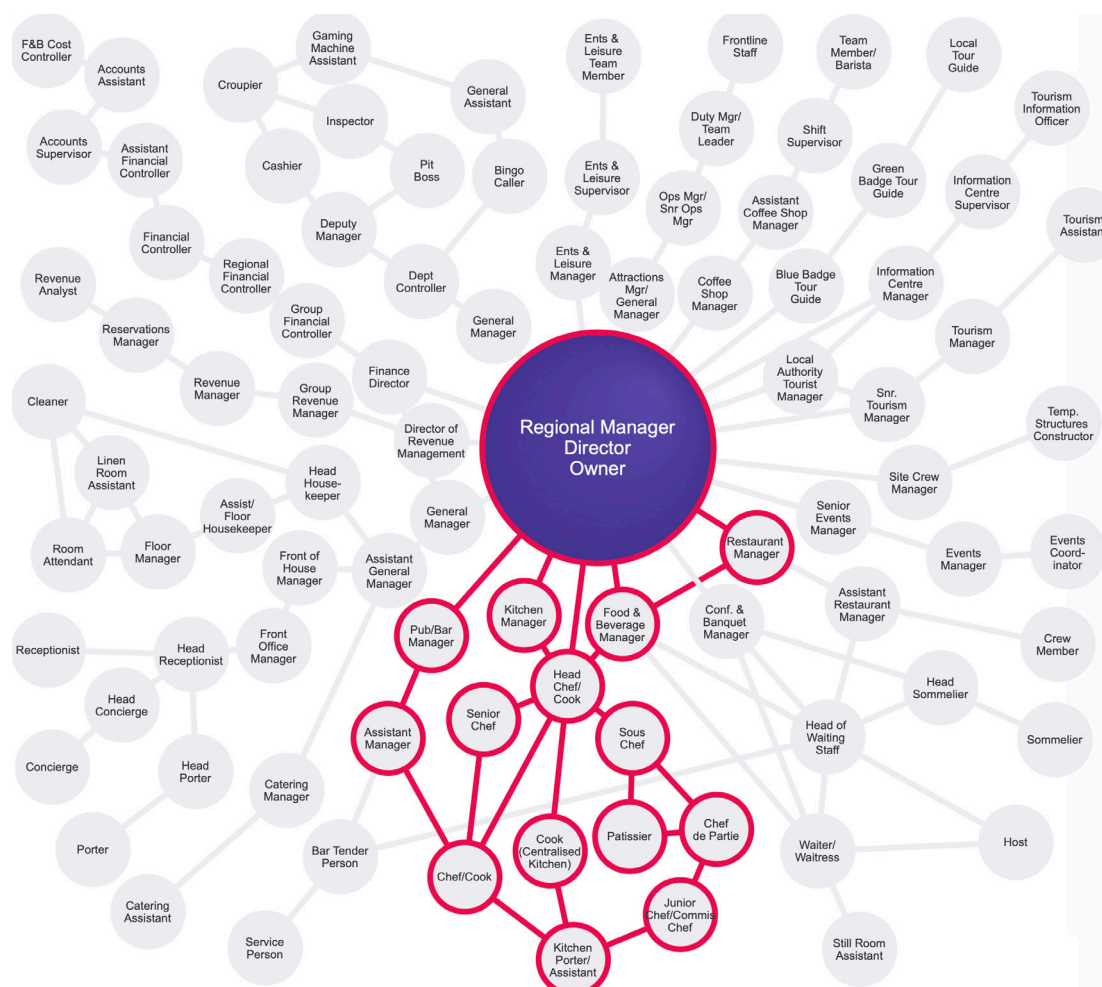 F&B Cost
Controller
Accounts
Assistant
Accounts
Supervisor
Assistant
Financial
Controller
Financial
Controller
Regional
Financial
Controller
Group
Financial
Controller
Finance
Director
Gaming
Machine
Assistant
Croupier
General
Assistant
Inspector
Cashier
Pit
Boss
Bingo
Caller
Deputy
Manager
Dept
Controller
General
Manager
Ents &
Leisure
Team
Member
Ents &
Leisure
Supervisor
Ents &
Leisure
Manager
Frontline
Staff
Duty Mgr/
Team
Leader
Ops Mgr/
Snr Ops
Mgr
Attractions
Mgr/
General
Manager
Team
Member/
Barista
Shift
Supervisor
Assistant
Coffee Shop
Manager
Coffee
Shop
Manager
Local
Tour
Guide
Green
Badge Tour
Guide
Blue Badge
Tour
Guide
Tourism
Information
Officer
Information
Centre
Supervisor
Information
Centre
Manager
Tourism
Assistant
Tourism
Manager
Local
Authority
Tourist
Manager
Snr.
Tourism
Manager
Revenue
Analyst
Reservations
Manager
Revenue
Manager
Group
Revenue
Manager
Director of
Revenue
Management
Regional Manager
Director
Owner
Temp.
Structures
Constructor
Site Crew
Manager
Senior
Events
Manager
Events
Manager
Events
Coord-
inator
Cleaner
Linen
Room
Assistant
Room
Attendant
Floor
Manager
Assist/
Floor
Housekeeper
Head
House-
keeper
General
Manager
Assistant
General
Manager
Front of
House
Manager
Front
Office
Manager
Head
Receptionist
Receptionist
Head
Concierge
Concierge
Head
Porter
Porter
Catering
Manager
Catering
Assistant
Restaurant
Manager
Kitchen
Manager
Food &
Beverage
Manager
Pub/Bar
Manager
Conf. &
Banquet
Manager
Assistant
Restaurant
Manager
Crew
Member
Head
Chef/
Cook
Senior
Chef
Sous
Chef
Assistant
Manager
Head of
Waiting
Staff
Head
Sommelier
Sommelier
Patissier
Chef
de Partie
Cook
(Centralised
Kitchen)
Chef/Cook
Bar Tender
Person
Service
Person
Junior
Chef/Commis
Chef
Kitchen
Porter/
Assistant
Waiter/
Waitress
Host
Still Room
Assistant